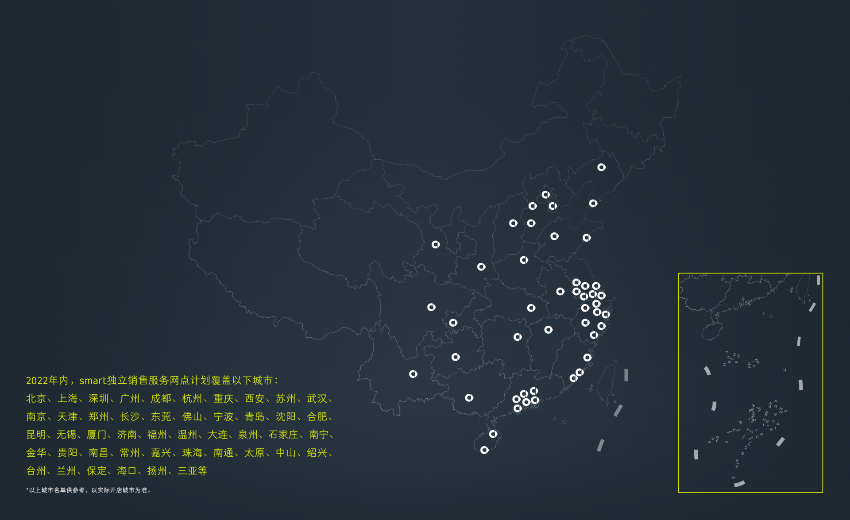 2022年内，smart独立销售服务网点计划覆盖以下城市：
北京、上海、深圳、广州、成都、杭州、重庆、西安、苏州、武汉、
南京、天津、郑州、长沙、东莞、佛山、宁波、青岛、沈阳、合肥、
昆明、无锡、厦门、济南、福州、温州、大连、泉州、石家庄、南宁、
金华、贵阳、南昌、常州、嘉兴、珠海、南通、太原、中山、绍兴、
台州、兰州、保定、海口、扬州、三亚等
*以上城市名单供参考，以实际开店城市为准。